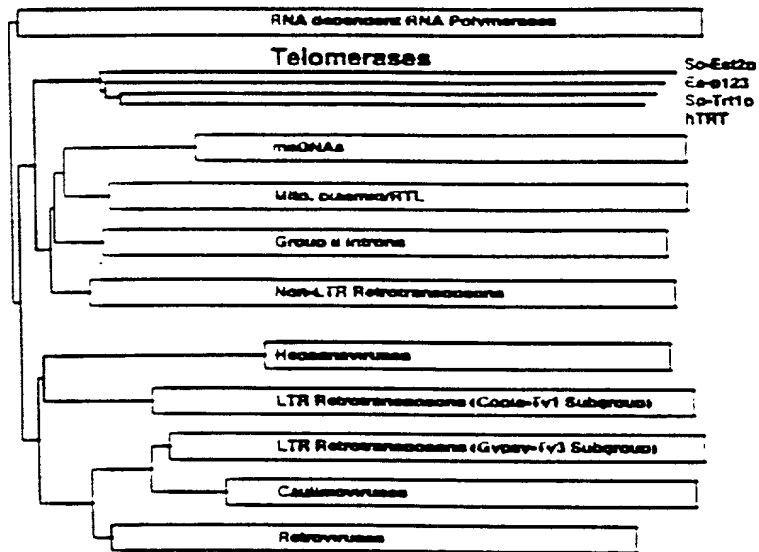 RNA dependent RNA Polymerases
Telomerases
Sc-Est2p
Ea-p123
Sp-Trt1p
hTRT
msDNAs
Mito. plasmid/RTL
Group II Introns
Non-LTR Retrotransposons
Hepadnaviruses
LTR Retrotransposons (Copia-Ty1 Subgroup)
LTR Retrotransposons (Gypsy-Ty3 Subgroup)
Caulimoviruses
Retroviruses